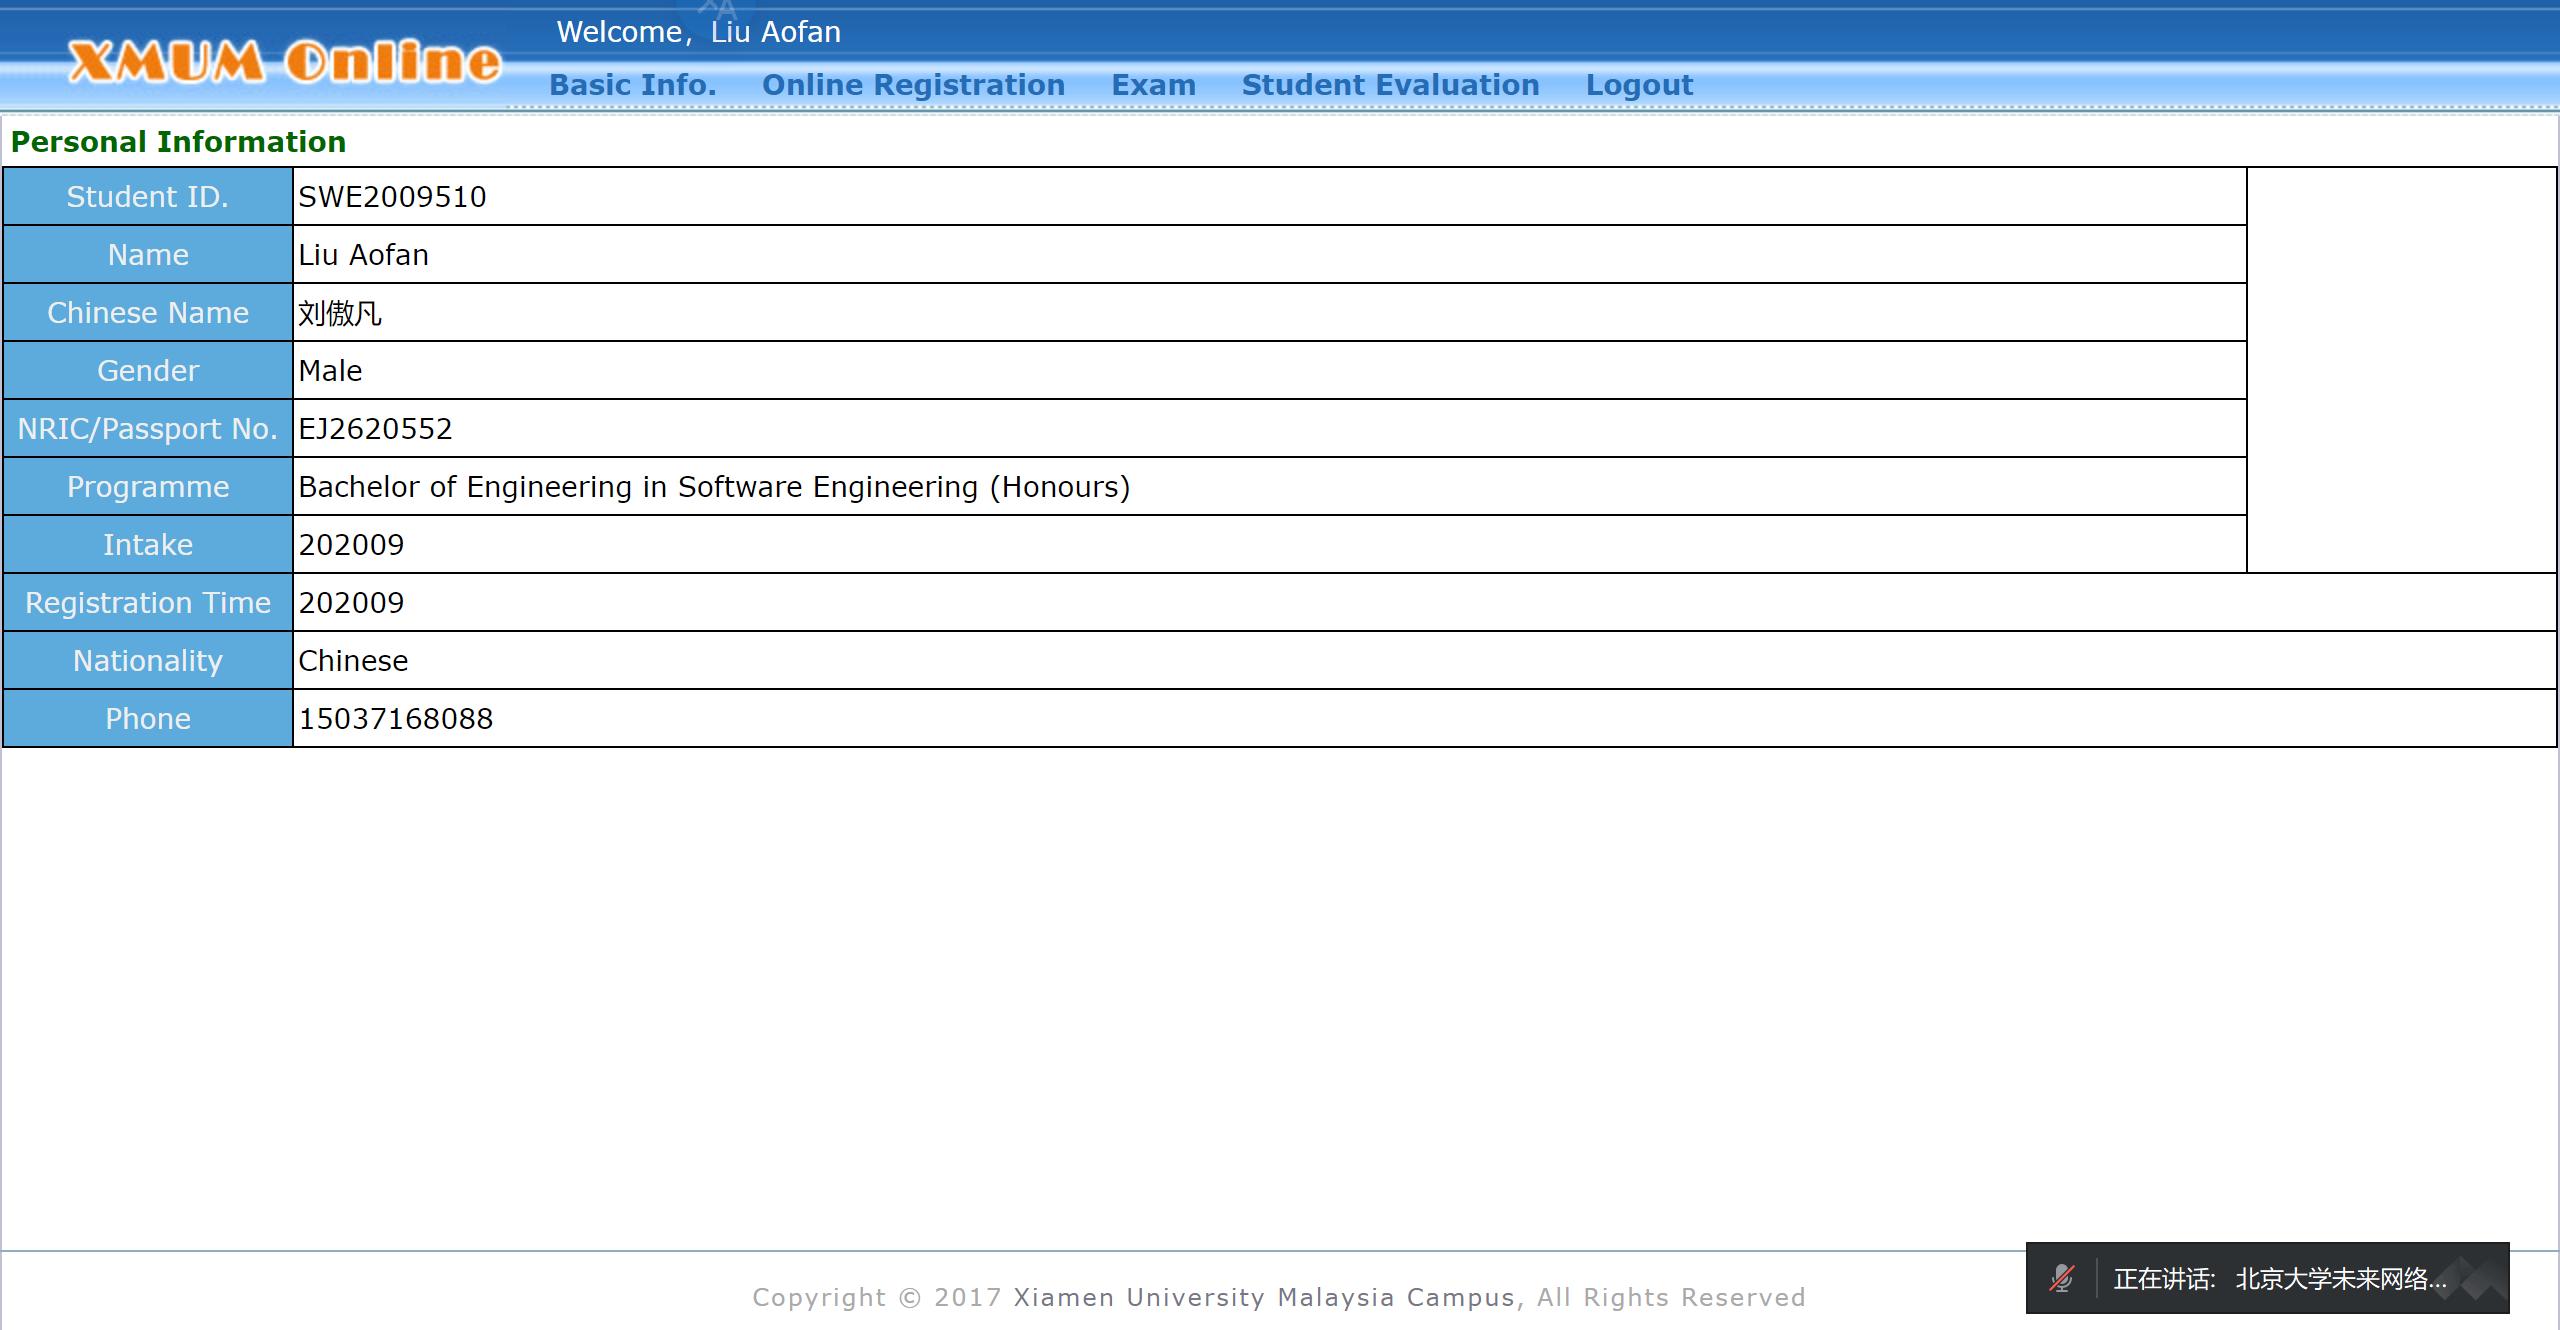 XMUM Online
Welcome，Liu Aofan
Basic Info. Online Registration Exam Student Evaluation Logout
Personal Information
Student ID. SWE2009510
Name Liu Aofan
Chinese Name 刘傲凡
Gender Male
NRIC/Passport No. EJ2620552
Programme Bachelor of Engineering in Software Engineering (Honours)
Intake 202009
Registration Time 202009
Nationality Chinese
Phone 15037168088
Copyright © 2017 Xiamen University Malaysia Campus, All Rights Reserved
正在讲话: 北京大学未来网络...